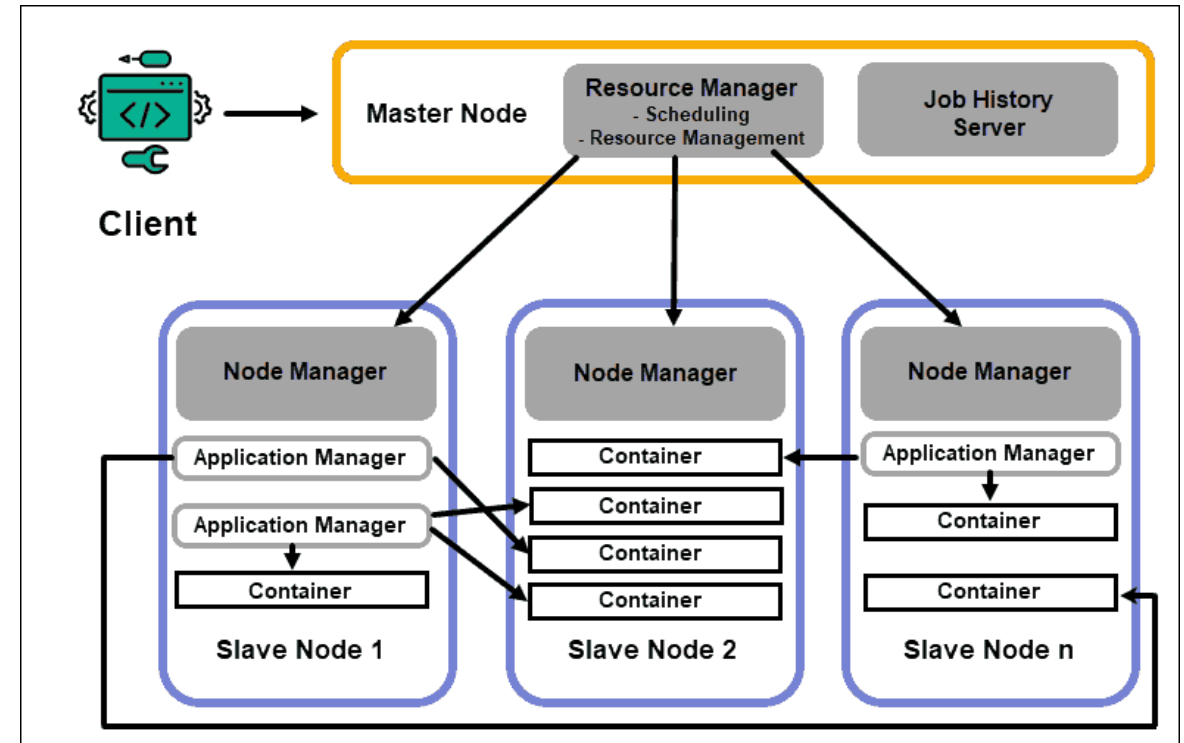 </>
Client
Master Node
Resource Manager
- Scheduling
- Resource Management
Job History
Server
Node Manager
Application Manager
Application Manager
Container
Slave Node 1
Node Manager
Container
Container
Container
Container
Slave Node 2
Node Manager
Application Manager
Container
Container
Slave Node n